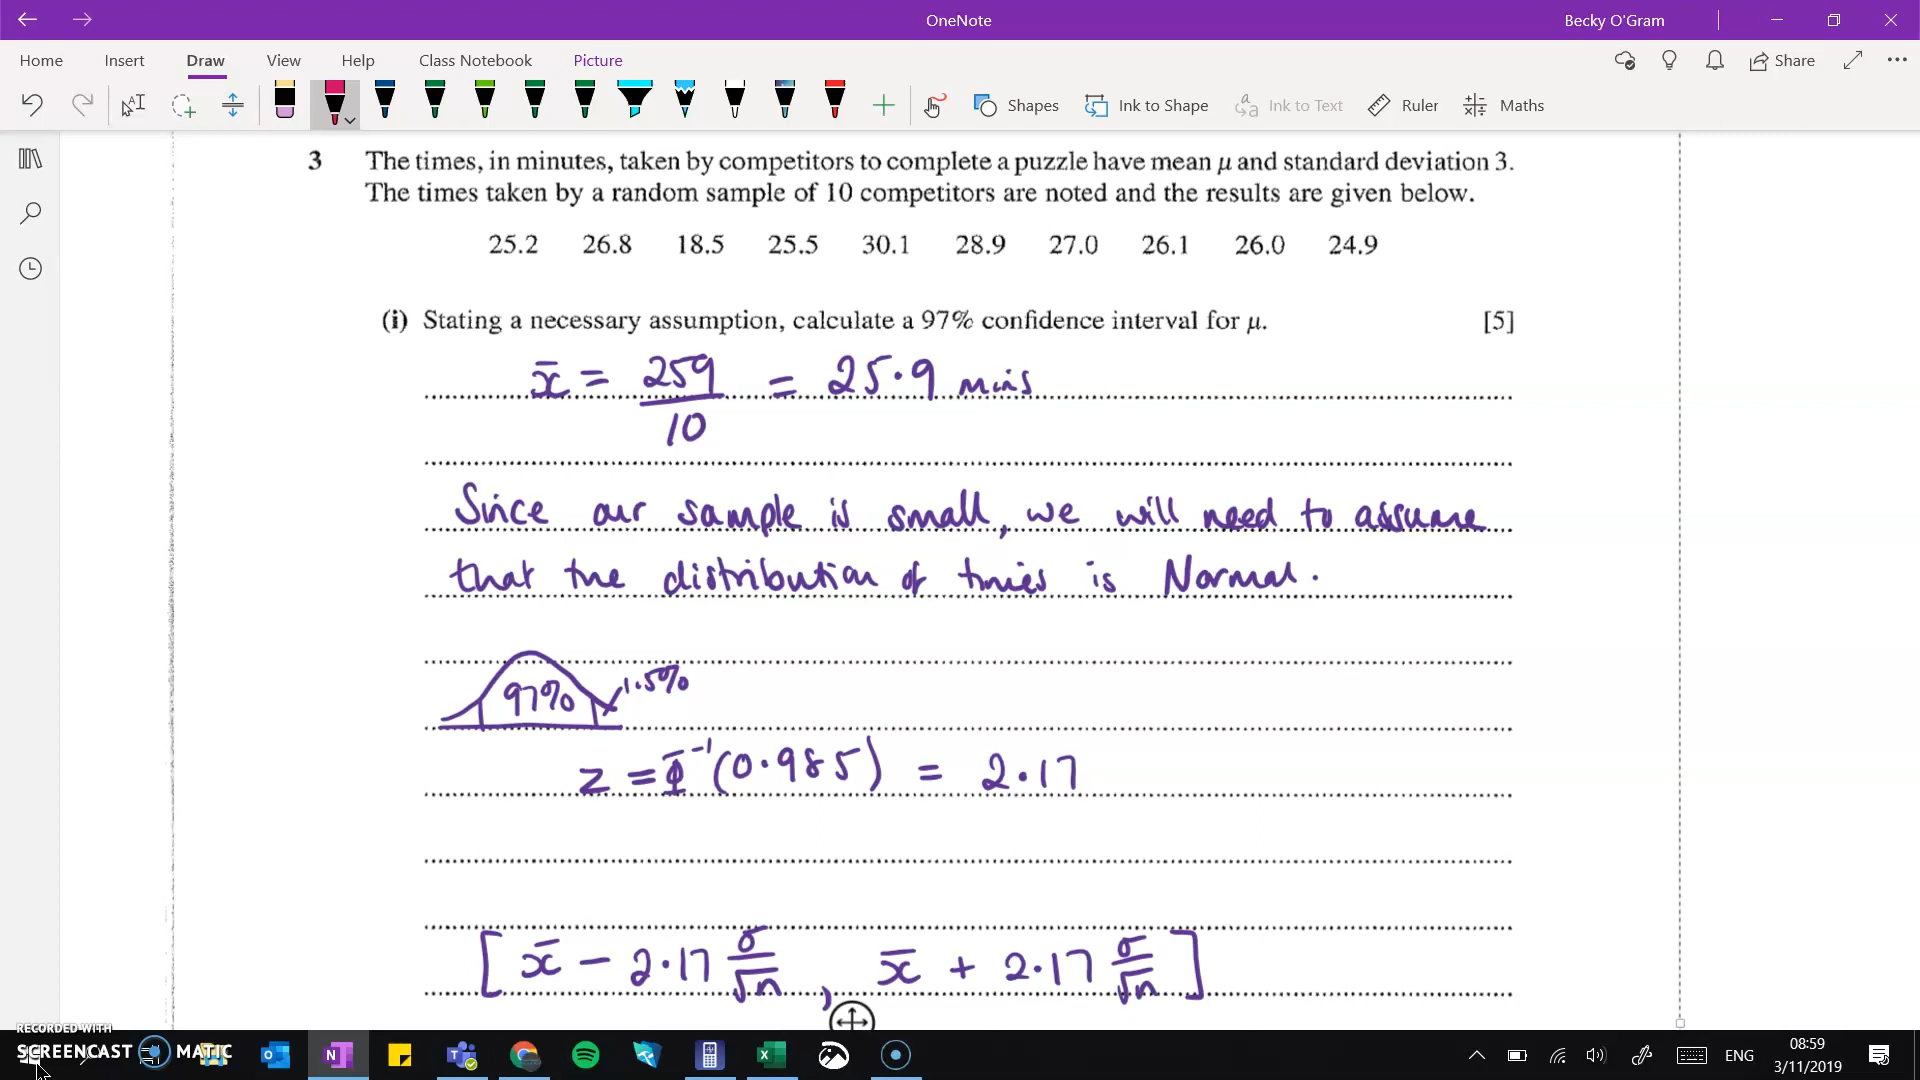 OneNote
Becky O'Gram
Home Insert Draw View Help Class Notebook Picture
Share
Shapes Ink to Shape Ink to Text Ruler Maths
3 The times, in minutes, taken by competitors to complete a puzzle have mean μ and standard deviation 3.
The times taken by a random sample of 10 competitors are noted and the results are given below.
25.2 26.8 18.5 25.5 30.1 28.9 27.0 26.1 26.0 24.9
(i) Stating a necessary assumption, calculate a 97% confidence interval for μ. [5]
x̄ = 259/10 = 25.9 mins
Since our sample is small, we will need to assume
that the distribution of times is Normal.
97% 1.5%
z = Φ⁻¹(0.985) = 2.17
[x̄ − 2.17 σ/√n, x̄ + 2.17 σ/√n]
RECORDED WITH
SCREENCAST MATIC
08:59
ENG
3/11/2019